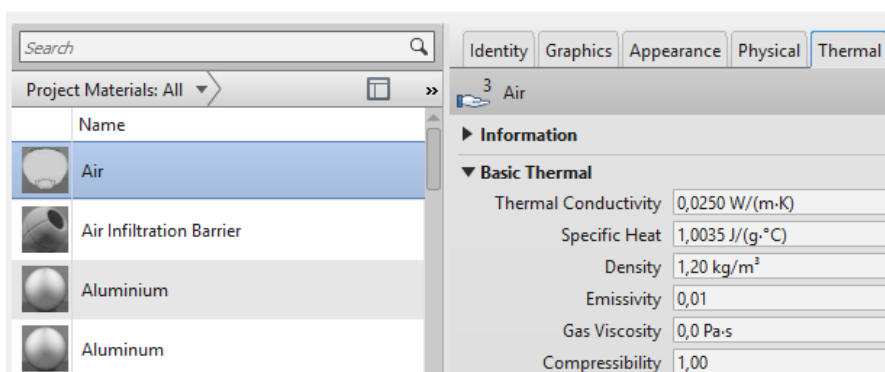 Search
Project Materials: All
»
Name
Air
Air Infiltration Barrier
Aluminium
Aluminum
Identity Graphics Appearance Physical Thermal
3 Air
Information
Basic Thermal
Thermal Conductivity 0,0250 W/(m·K)
Specific Heat 1,0035 J/(g·°C)
Density 1,20 kg/m³
Emissivity 0,01
Gas Viscosity 0,0 Pa·s
Compressibility 1,00